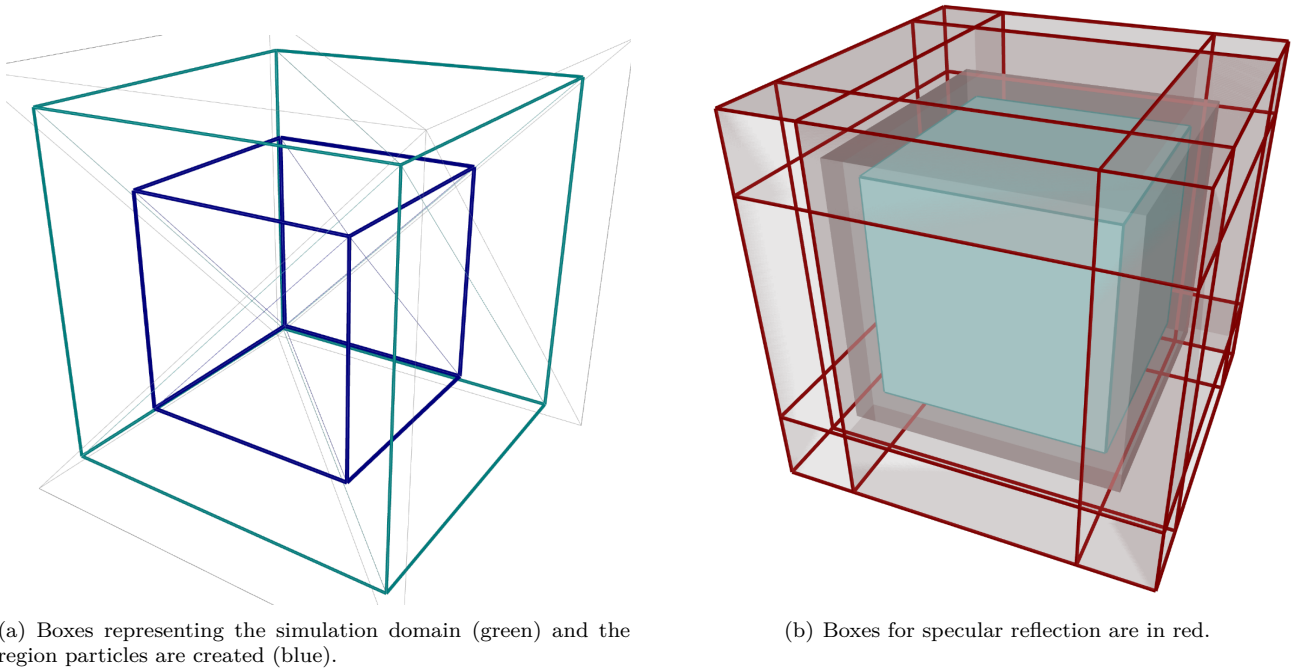 (a) Boxes representing the simulation domain (green) and the
region particles are created (blue).
(b) Boxes for specular reflection are in red.